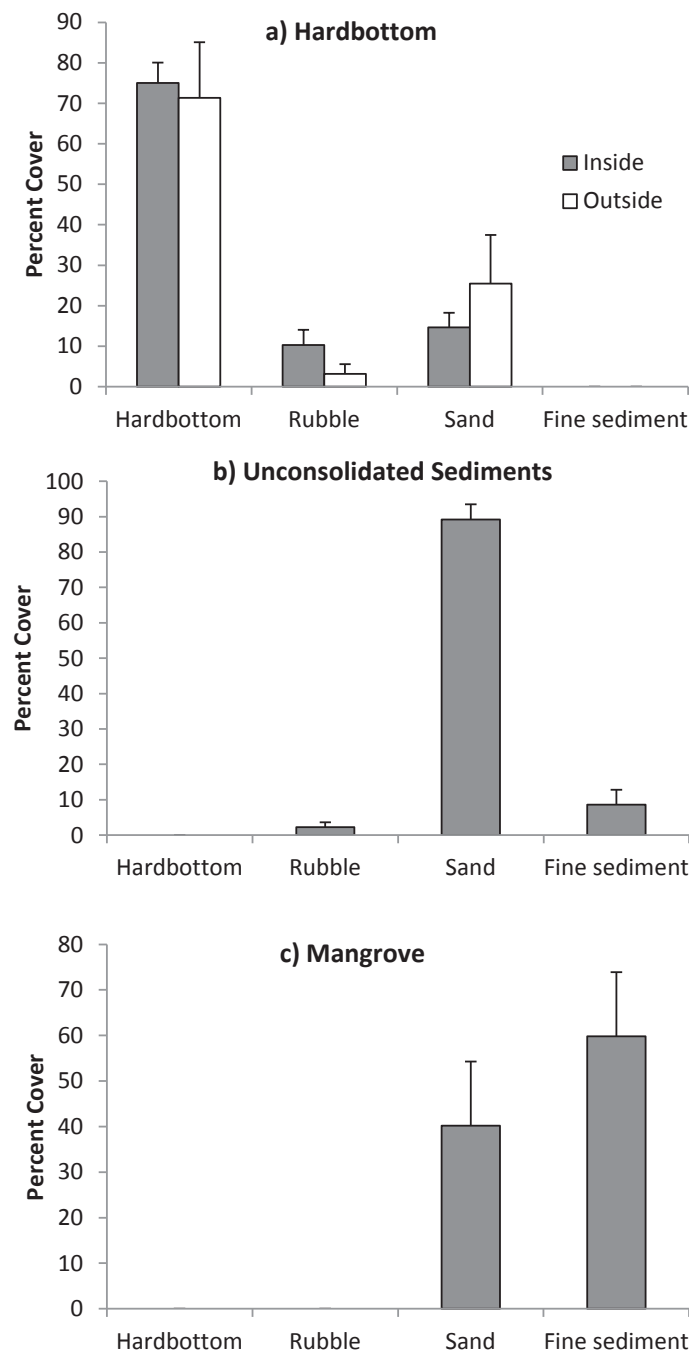 a) Hardbottom
90
80
70
60
50
40
30
20
10
0
Percent Cover
Inside
Outside
Hardbottom Rubble Sand Fine sediment
b) Unconsolidated Sediments
100
90
80
70
60
50
40
30
20
10
0
Percent Cover
Hardbottom Rubble Sand Fine sediment
c) Mangrove
80
70
60
50
40
30
20
10
0
Percent Cover
Hardbottom Rubble Sand Fine sediment